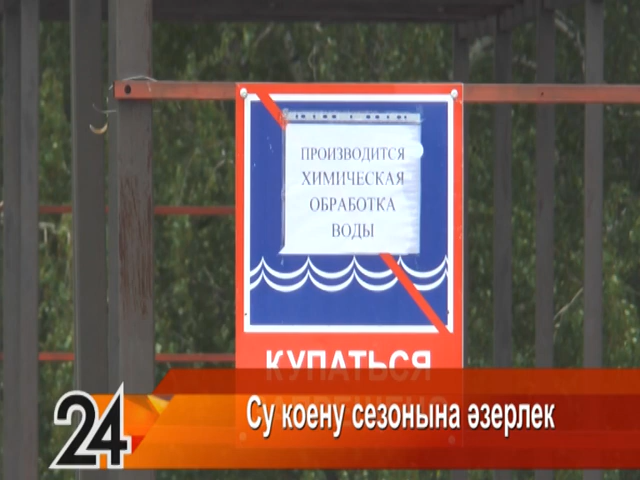 ПРОИЗВОДИТСЯ
ХИМИЧЕСКАЯ
ОБРАБОТКА
ВОДЫ
КУПАТЬСЯ
24
Су коену сезонына әзерлек